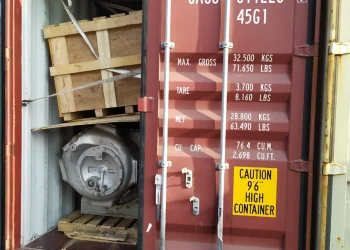 45G1
MAX. GROSS 32.500 KGS
71.650 LBS
TARE 3.700 KGS
8.160 LBS
NET 28.800 KGS
63.490 LBS
CU. CAP. 76.4 CU.M.
2.698 CU.FT.
CAUTION
9'6"
HIGH
CONTAINER